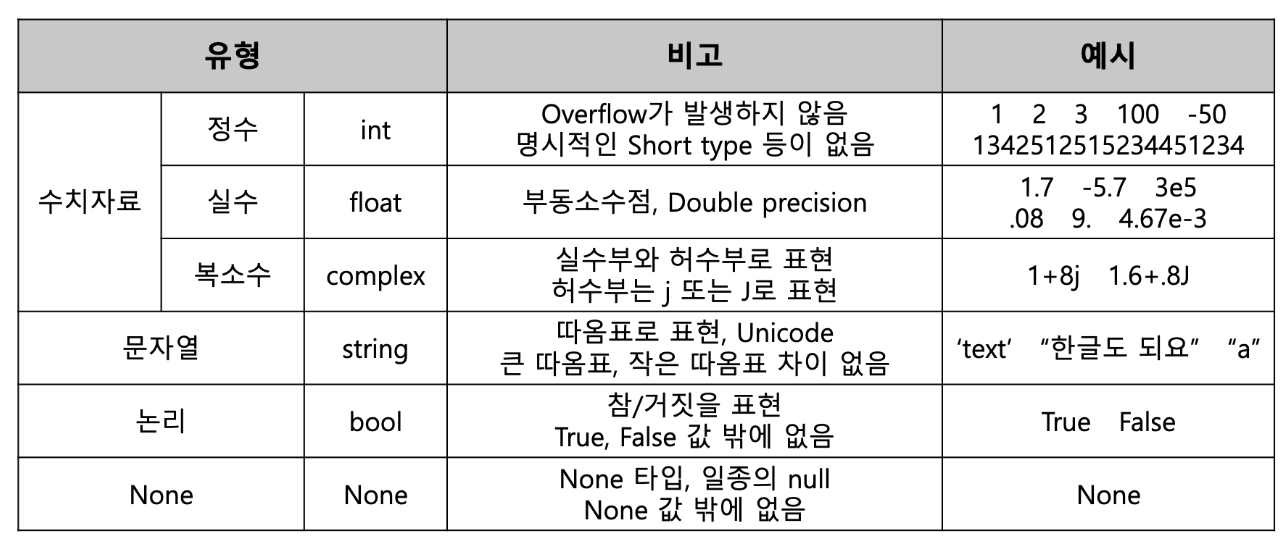 유형 비고 예시
수치자료
정수 int
Overflow가 발생하지 않음
명시적인 Short type 등이 없음
1 2 3 100 -50
1342512515234451234
실수 float
부동소수점, Double precision
1.7 -5.7 3e5
.08 9. 4.67e-3
복소수 complex
실수부와 허수부로 표현
허수부는 j 또는 J로 표현
1+8j 1.6+.8J
문자열 string
따옴표로 표현, Unicode
큰 따옴표, 작은 따옴표 차이 없음
‘text’ “한글도 되요” “a”
논리 bool
참/거짓을 표현
True, False 값 밖에 없음
True False
None None
None 타입, 일종의 null
None 값 밖에 없음
None